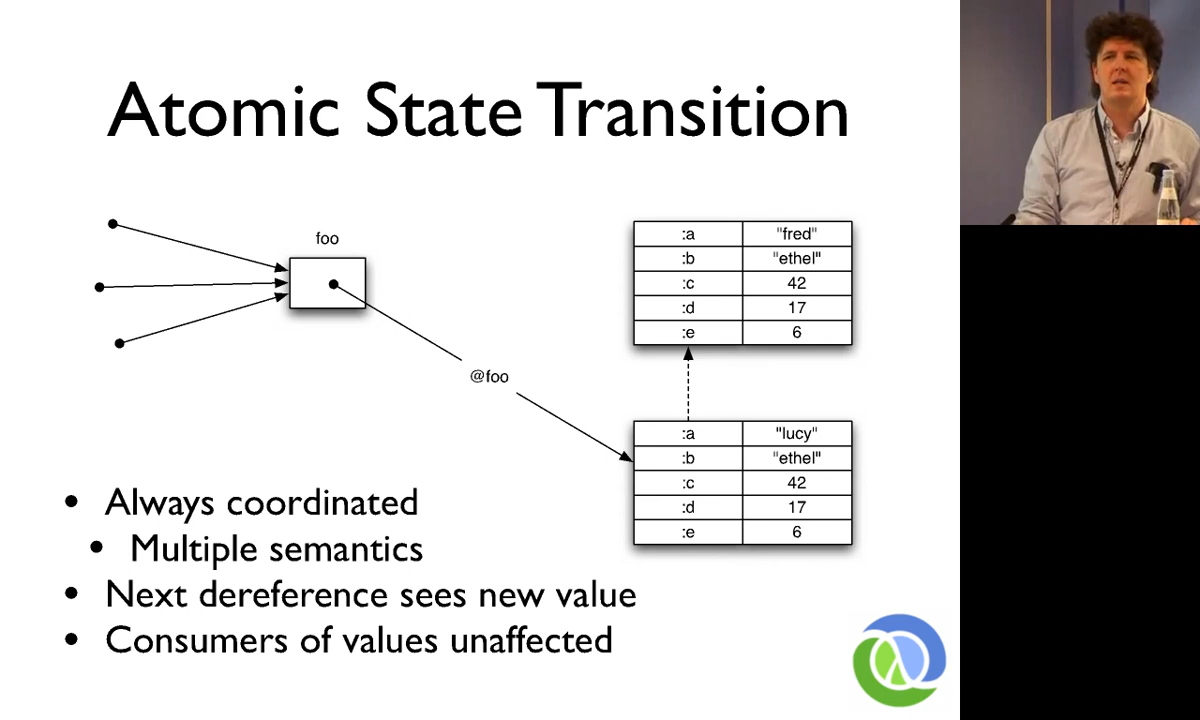 Atomic State Transition
foo
@foo
:a "fred"
:b "ethel"
:c 42
:d 17
:e 6
:a "lucy"
:b "ethel"
:c 42
:d 17
:e 6
• Always coordinated
• Multiple semantics
• Next dereference sees new value
• Consumers of values unaffected